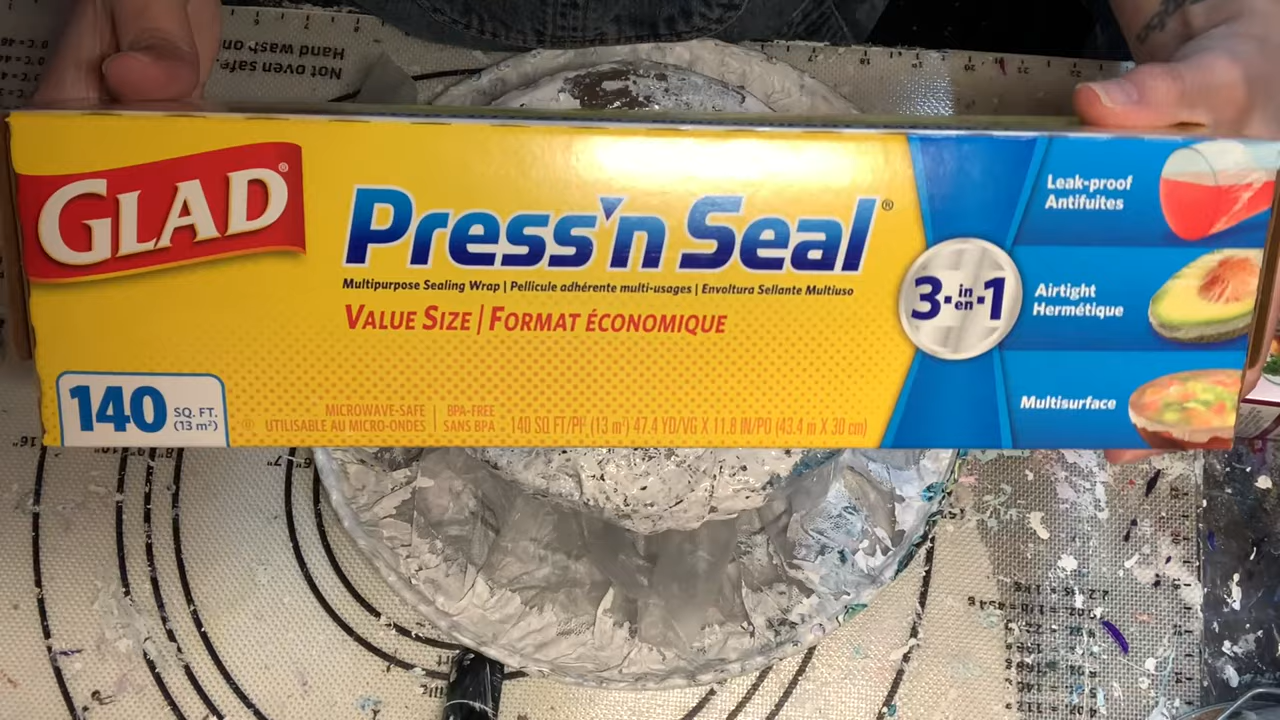 Not oven safe.
Hand wash on
GLAD®
Press'n Seal®
Multipurpose Sealing Wrap | Pellicule adhérente multi-usages | Envoltura Sellante Multiuso
VALUE SIZE | FORMAT ÉCONOMIQUE
140 SQ. FT.
(13 m²)
MICROWAVE-SAFE
UTILISABLE AU MICRO-ONDES
BPA-FREE
SANS BPA
140 SQ FT/PI² (13 m²) 47.4 YD/VG X 11.8 IN/PO (43.4 m X 30 cm)
3-in-1
en
Leak-proof
Antifuites
Airtight
Hermétique
Multisurface